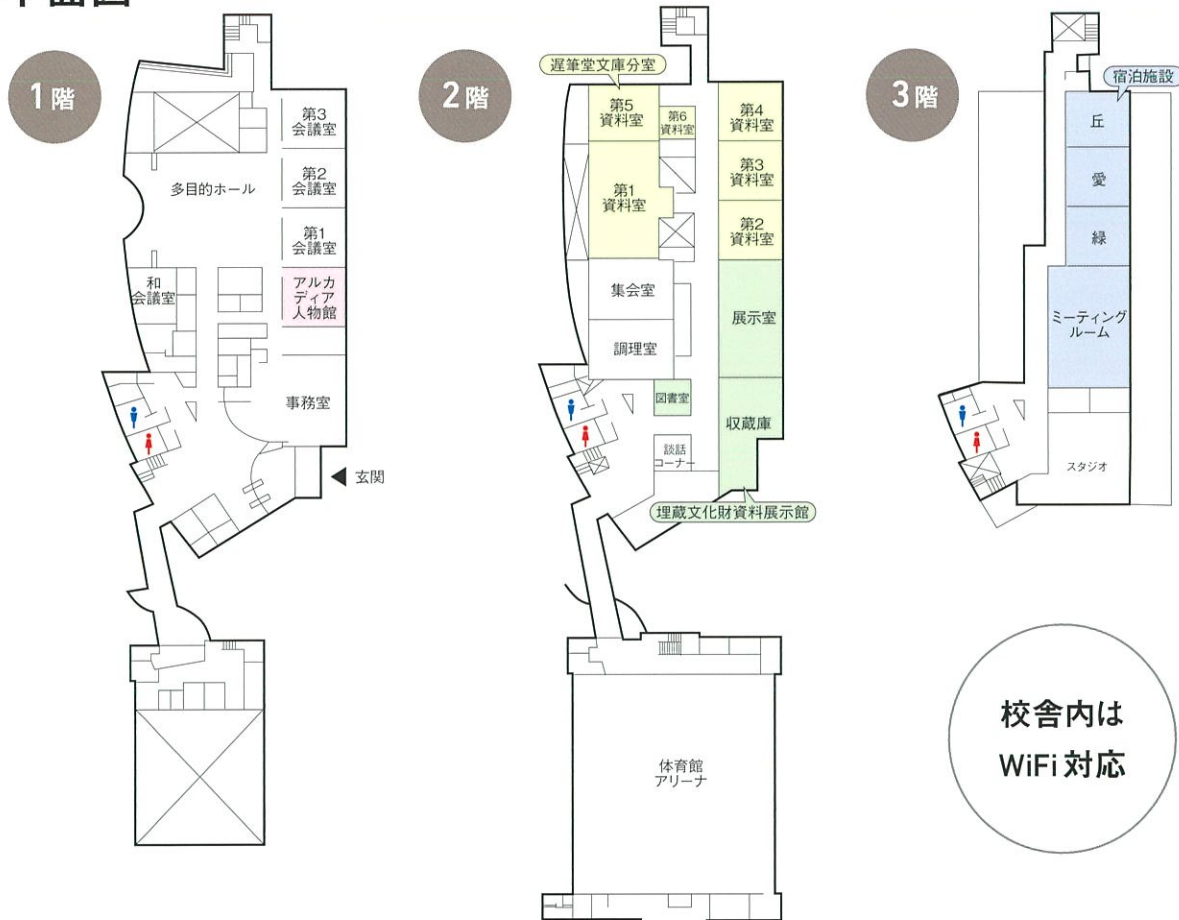 1階
第3
会議室
第2
会議室
多目的ホール
第1
会議室
和
会議室
アルカ
ディア
人物館
事務室
玄関
2階
遅筆堂文庫分室
第5
資料室
第6
資料室
第4
資料室
第3
資料室
第1
資料室
第2
資料室
集会室
展示室
調理室
図書室
収蔵庫
談話
コーナー
埋蔵文化財資料展示館
体育館
アリーナ
3階
宿泊施設
丘
愛
緑
ミーティング
ルーム
スタジオ
校舎内は
WiFi対応